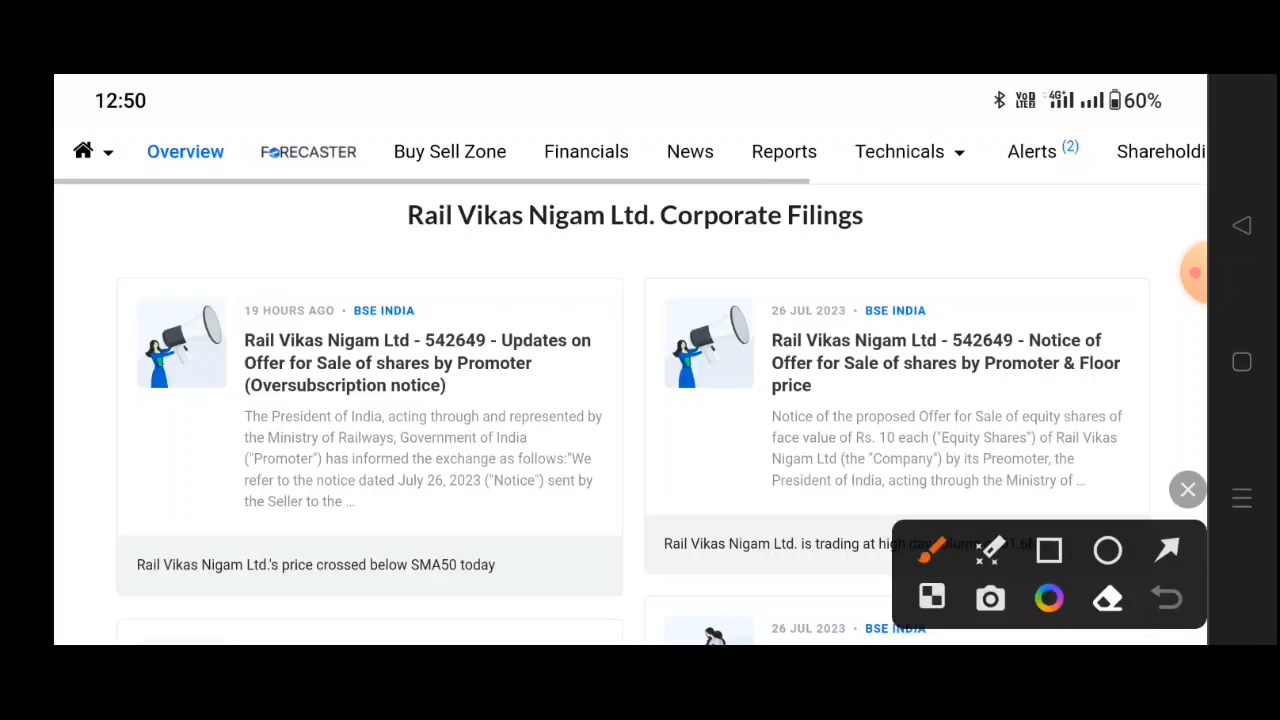 12:50
4G+
60%
Overview
FORECASTER
Buy Sell Zone
Financials
News
Reports
Technicals
Alerts (2)
Shareholdi
Rail Vikas Nigam Ltd. Corporate Filings
19 HOURS AGO • BSE INDIA
Rail Vikas Nigam Ltd - 542649 - Updates on
Offer for Sale of shares by Promoter
(Oversubscription notice)
The President of India, acting through and represented by
the Ministry of Railways, Government of India
("Promoter") has informed the exchange as follows:"We
refer to the notice dated July 26, 2023 ("Notice") sent by
the Seller to the ...
Rail Vikas Nigam Ltd.'s price crossed below SMA50 today
26 JUL 2023 • BSE INDIA
Rail Vikas Nigam Ltd - 542649 - Notice of
Offer for Sale of shares by Promoter & Floor
price
Notice of the proposed Offer for Sale of equity shares of
face value of Rs. 10 each ("Equity Shares") of Rail Vikas
Nigam Ltd (the "Company") by its Preomoter, the
President of India, acting through the Ministry of ...
Rail Vikas Nigam Ltd. is trading at high day volume
26 JUL 2023 • BSE INDIA